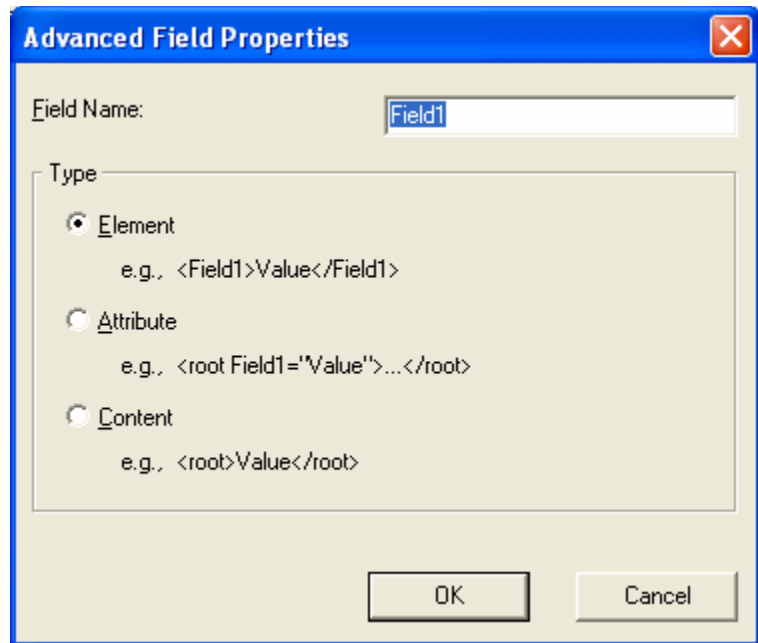 Advanced Field Properties
Field Name: Field1
Type
Element
e.g., <Field1>Value</Field1>
Attribute
e.g., <root Field1="Value">...</root>
Content
e.g., <root>Value</root>
OK Cancel